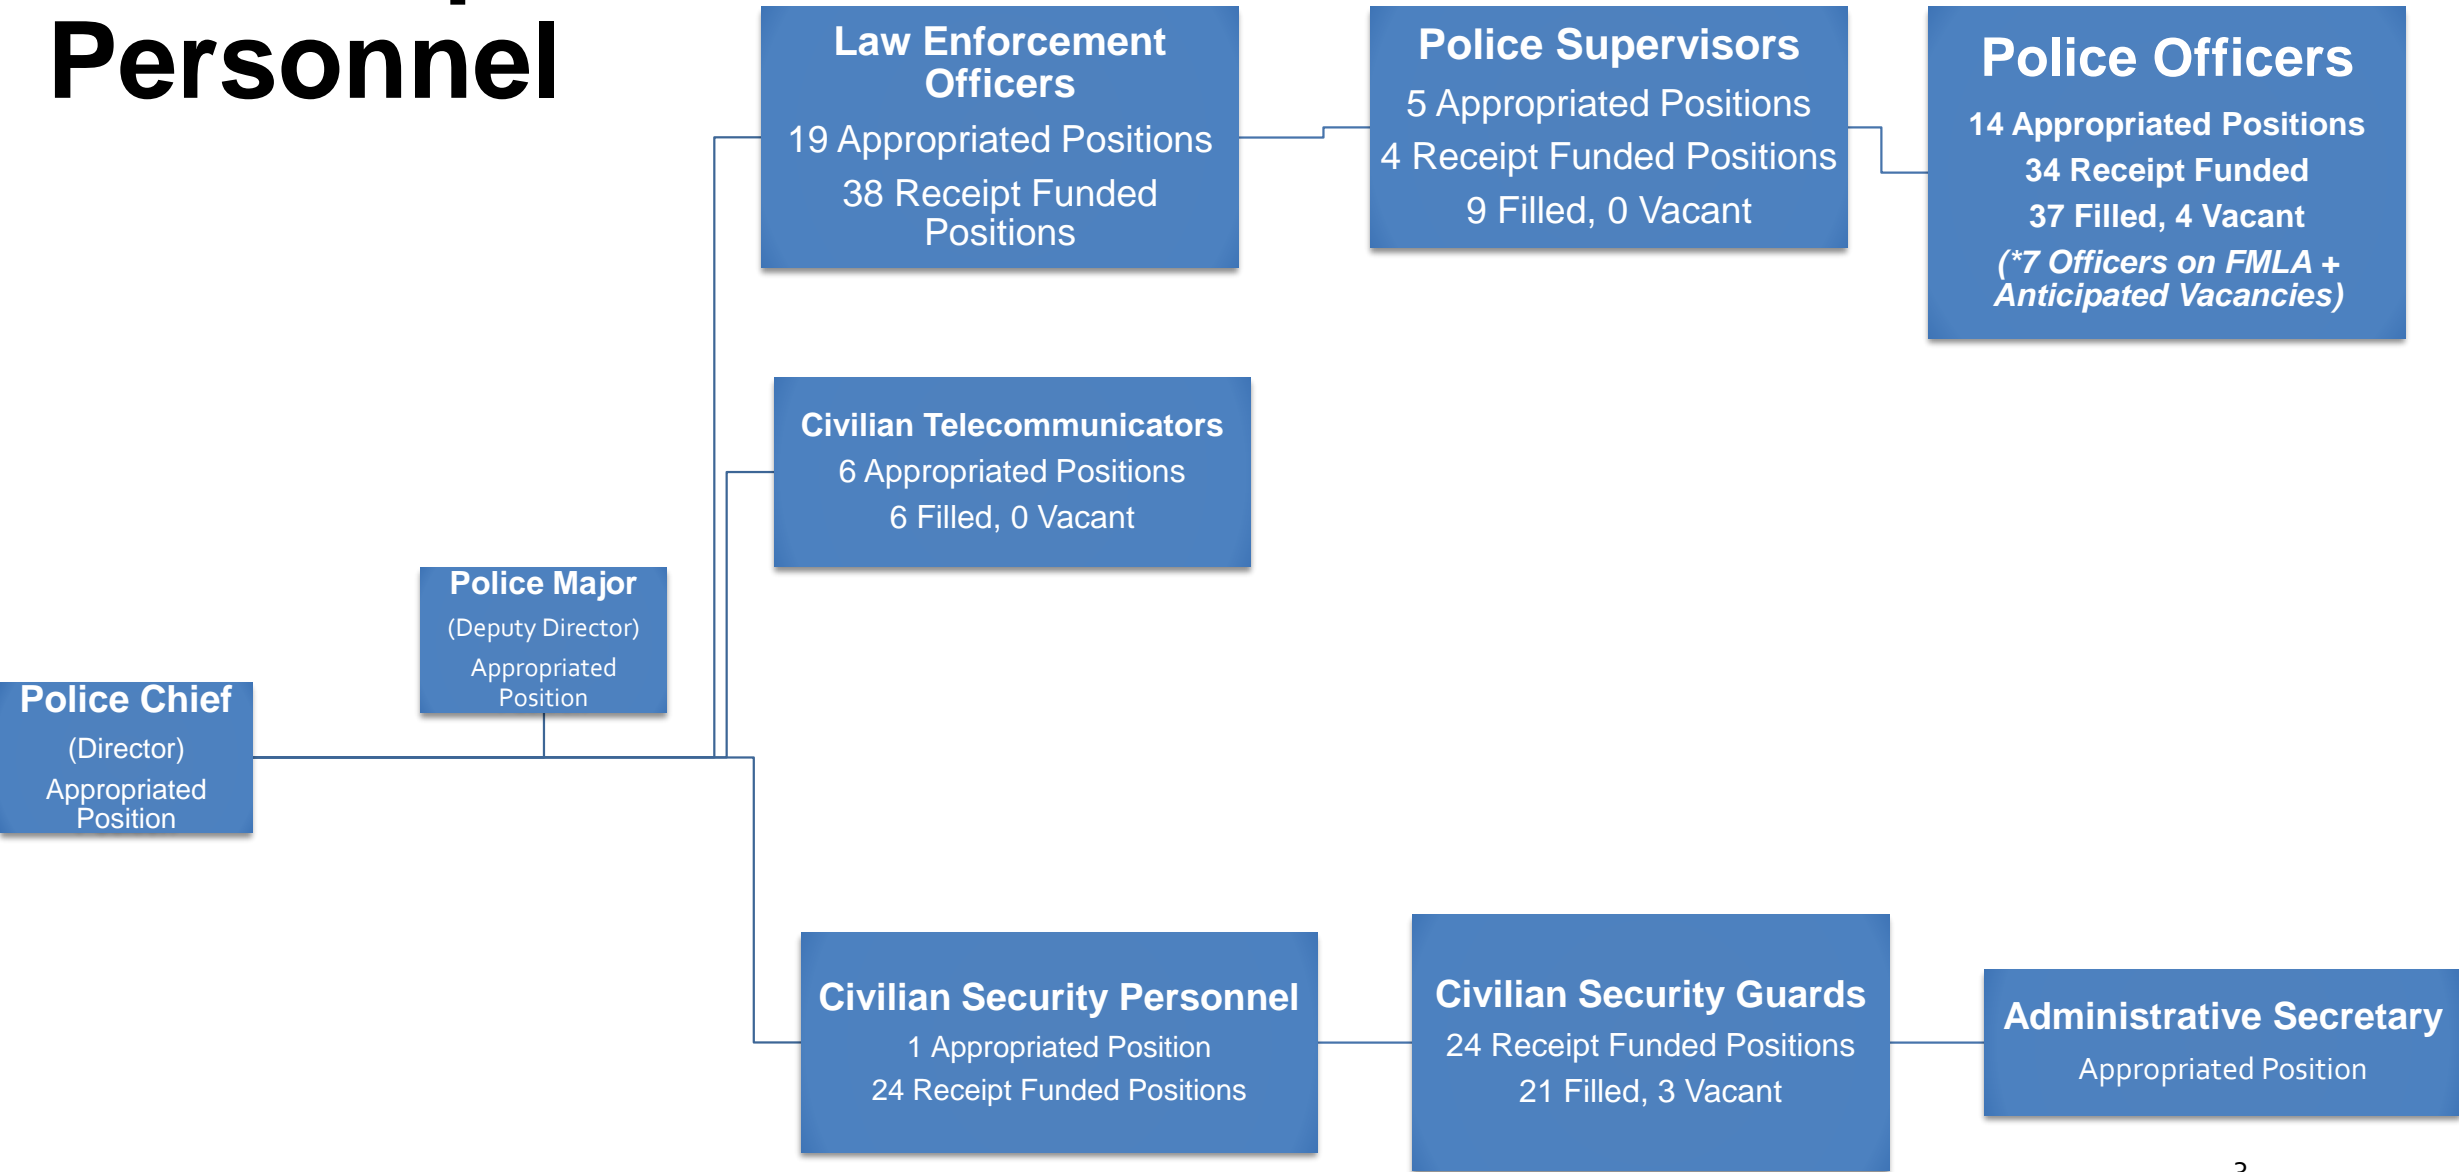 Personnel
Law Enforcement
Officers
19 Appropriated Positions
38 Receipt Funded
Positions
Police Supervisors
5 Appropriated Positions
4 Receipt Funded Positions
9 Filled, 0 Vacant
Police Officers
14 Appropriated Positions
34 Receipt Funded
37 Filled, 4 Vacant
(*7 Officers on FMLA +
Anticipated Vacancies)
Civilian Telecommunicators
6 Appropriated Positions
6 Filled, 0 Vacant
Police Major
(Deputy Director)
Appropriated
Position
Police Chief
(Director)
Appropriated
Position
Civilian Security Personnel
1 Appropriated Position
24 Receipt Funded Positions
Civilian Security Guards
24 Receipt Funded Positions
21 Filled, 3 Vacant
Administrative Secretary
Appropriated Position